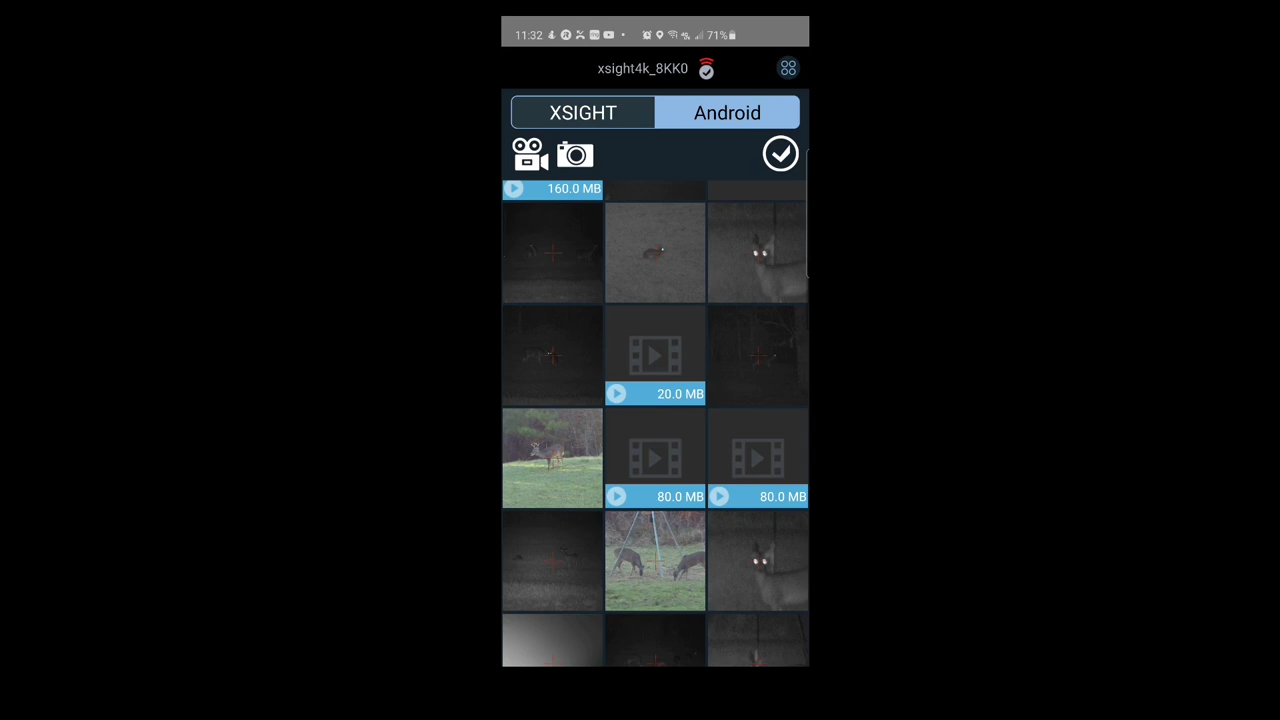 11:32 71%
xsight4k_8KK0
XSIGHT Android
160.0 MB
20.0 MB
80.0 MB 80.0 MB